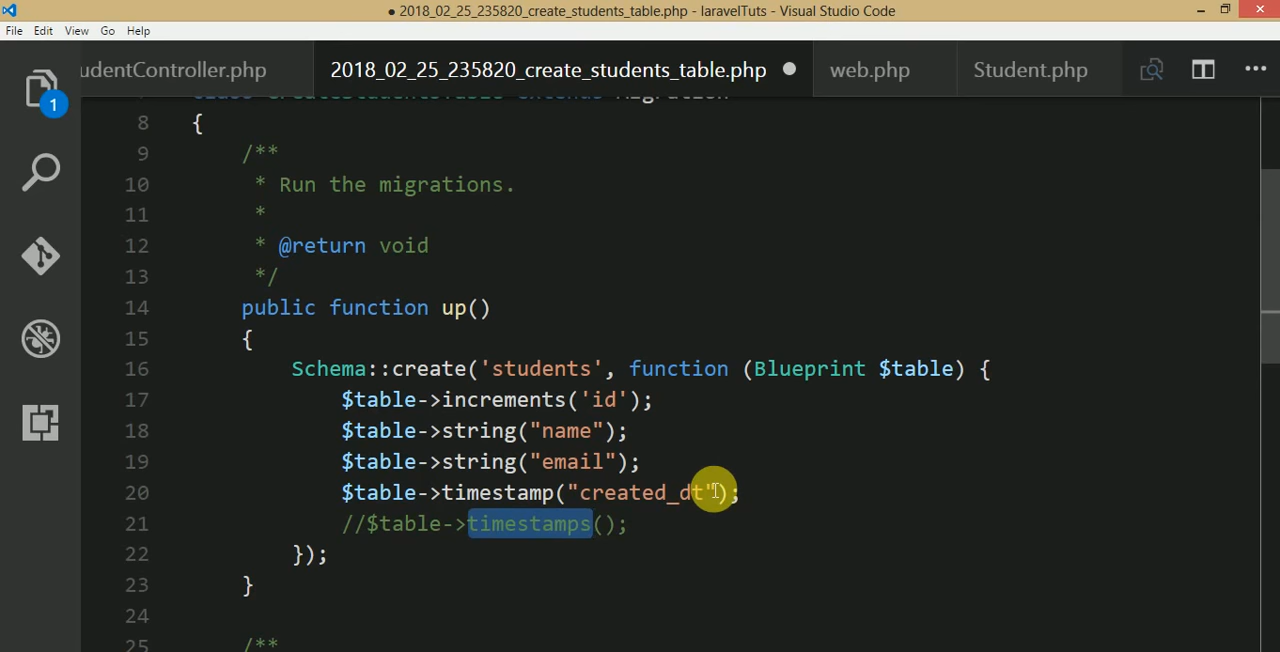 ● 2018_02_25_235820_create_students_table.php - laravelTuts - Visual Studio Code
File Edit View Go Help
udentController.php 2018_02_25_235820_create_students_table.php web.php Student.php
1
8 {
9 /**
10 * Run the migrations.
11 *
12 * @return void
13 */
14 public function up()
15 {
16 Schema::create('students', function (Blueprint $table) {
17 $table->increments('id');
18 $table->string("name");
19 $table->string("email");
20 $table->timestamp("created_dt");
21 //$table->timestamps();
22 });
23 }
24
25 /**